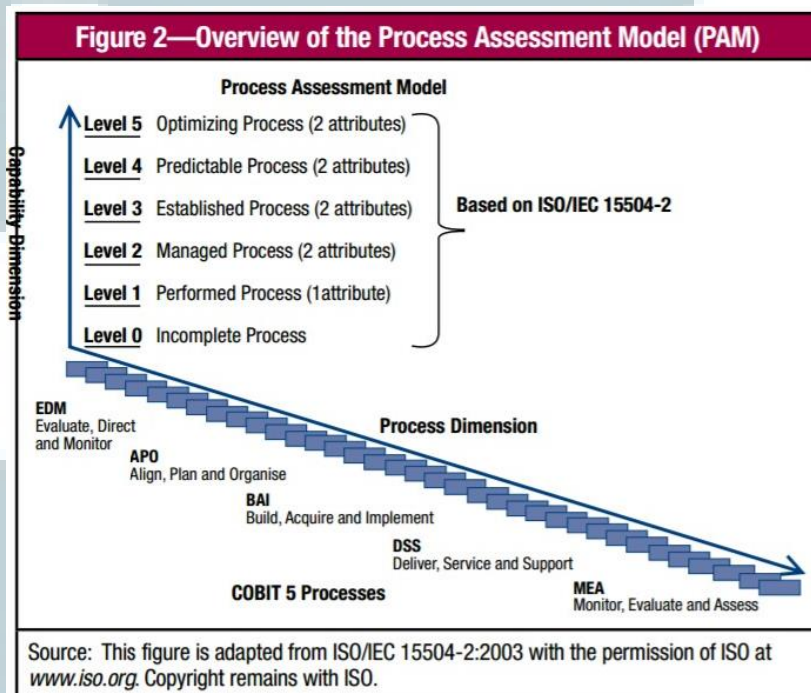 Figure 2—Overview of the Process Assessment Model (PAM)
Process Assessment Model
Level 5 Optimizing Process (2 attributes)
Level 4 Predictable Process (2 attributes)
Level 3 Established Process (2 attributes)
Level 2 Managed Process (2 attributes)
Level 1 Performed Process (1attribute)
Level 0 Incomplete Process
Based on ISO/IEC 15504-2
Capability Dimension
Process Dimension
EDM
Evaluate, Direct
and Monitor
APO
Align, Plan and Organise
BAI
Build, Acquire and Implement
DSS
Deliver, Service and Support
MEA
Monitor, Evaluate and Assess
COBIT 5 Processes
Source: This figure is adapted from ISO/IEC 15504-2:2003 with the permission of ISO at
www.iso.org. Copyright remains with ISO.